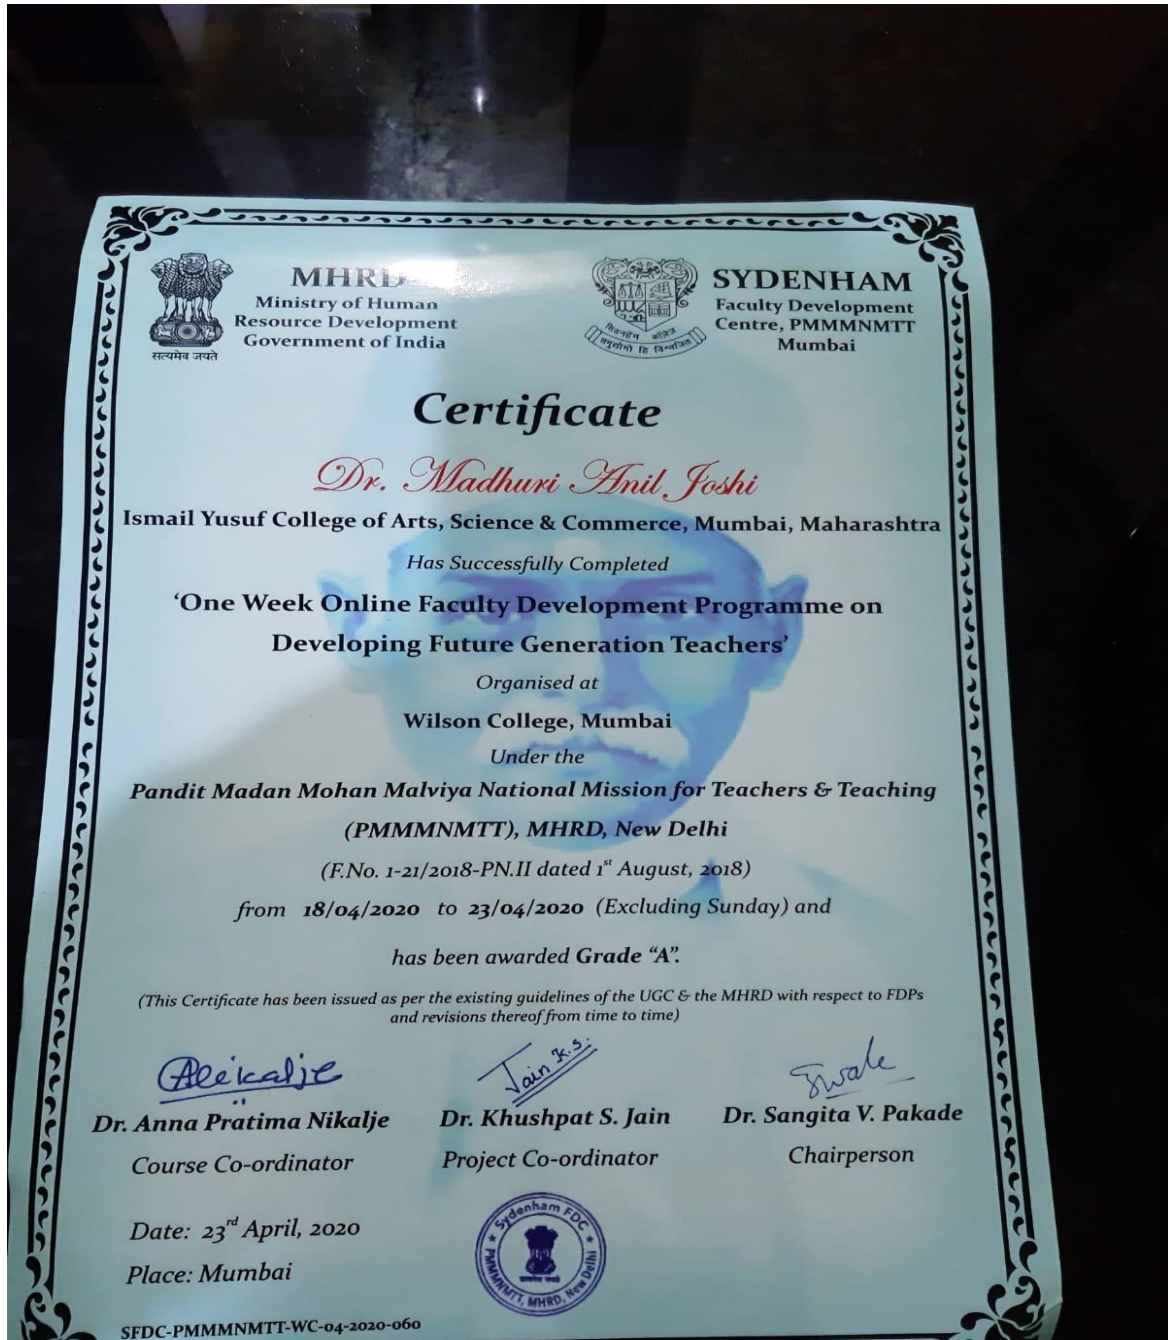 MHRD
Ministry of Human
Resource Development
Government of India
सत्यमेव जयते
SYDENHAM
Faculty Development
Centre, PMMMNMTT
Mumbai
Certificate
Dr. Madhuri Anil Joshi
Ismail Yusuf College of Arts, Science & Commerce, Mumbai, Maharashtra
Has Successfully Completed
‘One Week Online Faculty Development Programme on
Developing Future Generation Teachers’
Organised at
Wilson College, Mumbai
Under the
Pandit Madan Mohan Malviya National Mission for Teachers & Teaching
(PMMMNMTT), MHRD, New Delhi
(F.No. 1-21/2018-PN.II dated 1st August, 2018)
from 18/04/2020 to 23/04/2020 (Excluding Sunday) and
has been awarded Grade “A”.
(This Certificate has been issued as per the existing guidelines of the UGC & the MHRD with respect to FDPs
and revisions thereof from time to time)
Jain K.S.
Dr. Anna Pratima Nikalje
Dr. Khushpat S. Jain
Dr. Sangita V. Pakade
Course Co-ordinator
Project Co-ordinator
Chairperson
Date: 23rd April, 2020
Place: Mumbai
Sydenham FDC
PMMMNMTT, MHRD, New Delhi
SFDC-PMMMNMTT-WC-04-2020-060